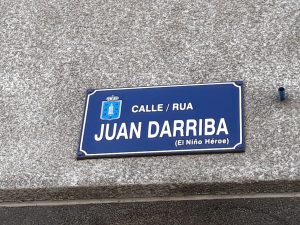 CALLE / RUA
JUAN DARRIBA
(El Niño Héroe)